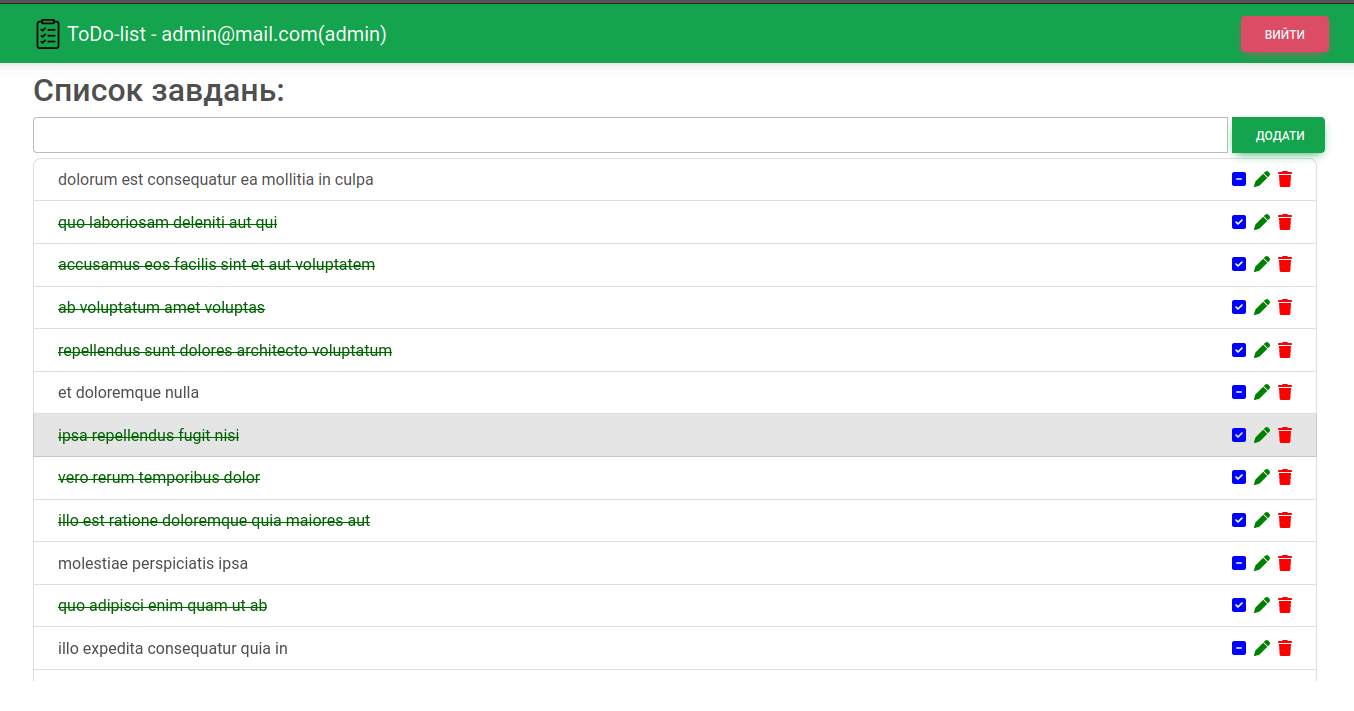 ToDo-list - admin@mail.com(admin)
ВИЙТИ
Список завдань:
ДОДАТИ
dolorum est consequatur ea mollitia in culpa
quo laboriosam deleniti aut qui
accusamus eos facilis sint et aut voluptatem
ab voluptatum amet voluptas
repellendus sunt dolores architecto voluptatum
et doloremque nulla
ipsa repellendus fugit nisi
vero rerum temporibus dolor
illo est ratione doloremque quia maiores aut
molestiae perspiciatis ipsa
quo adipisci enim quam ut ab
illo expedita consequatur quia in